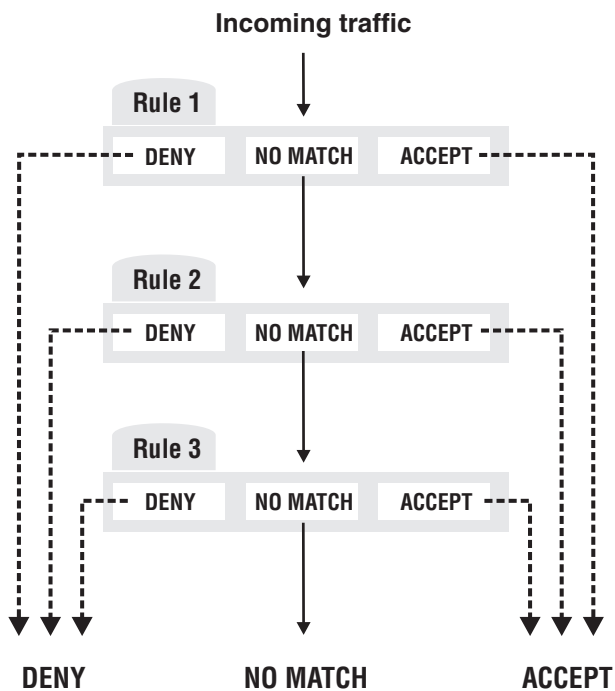 Incoming traffic
Rule 1
DENY NO MATCH ACCEPT
Rule 2
DENY NO MATCH ACCEPT
Rule 3
DENY NO MATCH ACCEPT
DENY NO MATCH ACCEPT